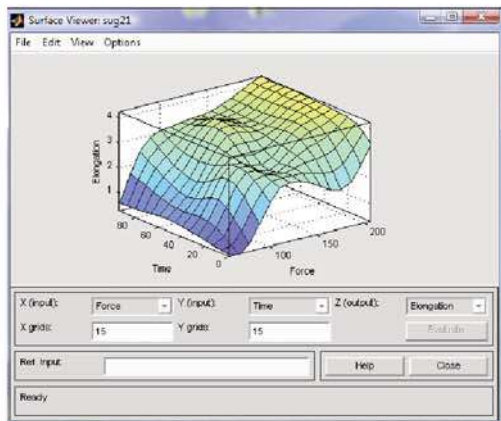 Surface Viewer: sug21
File Edit View Options
4
3
2
1
Elongation
80
60
40
20
0
Time
100
150
200
Force
X (input): Force Y (input): Time Z (output): Elongation
X grids: 15 Y grids: 15 Evaluate
Ref. Input: Help Close
Ready